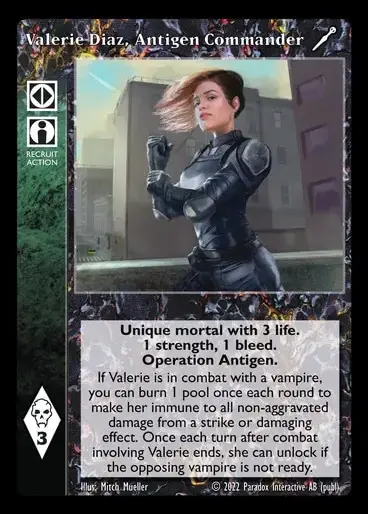 Valerie Diaz, Antigen Commander
RECRUIT
ACTION
Unique mortal with 3 life.
1 strength, 1 bleed.
Operation Antigen.
If Valerie is in combat with a vampire,
you can burn 1 pool once each round to
make her immune to all non-aggravated
damage from a strike or damaging
effect. Once each turn after combat
involving Valerie ends, she can unlock if
the opposing vampire is not ready.
3
Illus: Mitch Mueller © 2022 Paradox Interactive AB (publ)